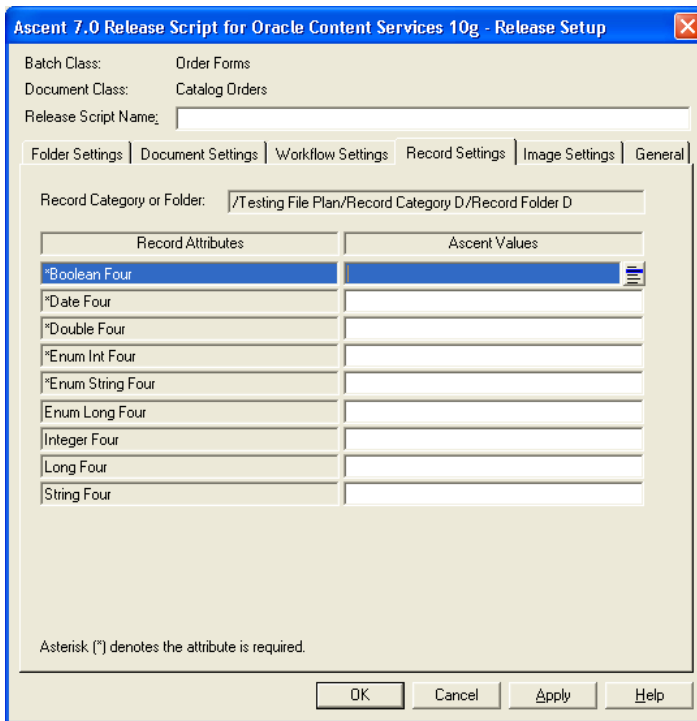 Ascent 7.0 Release Script for Oracle Content Services 10g - Release Setup
Batch Class: Order Forms
Document Class: Catalog Orders
Release Script Name:
Folder Settings Document Settings Workflow Settings Record Settings Image Settings General
Record Category or Folder: /Testing File Plan/Record Category D/Record Folder D
Record Attributes Ascent Values
*Boolean Four
*Date Four
*Double Four
*Enum Int Four
*Enum String Four
Enum Long Four
Integer Four
Long Four
String Four
Asterisk (*) denotes the attribute is required.
OK Cancel Apply Help